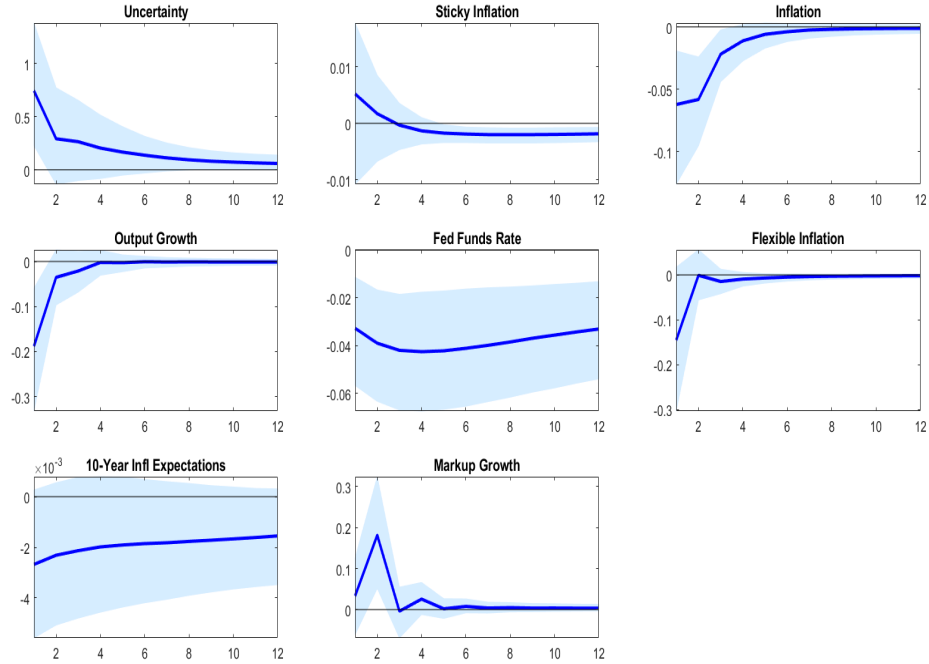 Uncertainty
1
0.5
0
2 4 6 8 10 12
Sticky Inflation
0.01
0
-0.01
2 4 6 8 10 12
Inflation
0
-0.05
-0.1
2 4 6 8 10 12
Output Growth
0
-0.1
-0.2
-0.3
2 4 6 8 10 12
Fed Funds Rate
0
-0.02
-0.04
-0.06
2 4 6 8 10 12
Flexible Inflation
0
-0.1
-0.2
-0.3
2 4 6 8 10 12
×10⁻³ 10-Year Infl Expectations
0
-2
-4
2 4 6 8 10 12
Markup Growth
0.3
0.2
0.1
0
2 4 6 8 10 12